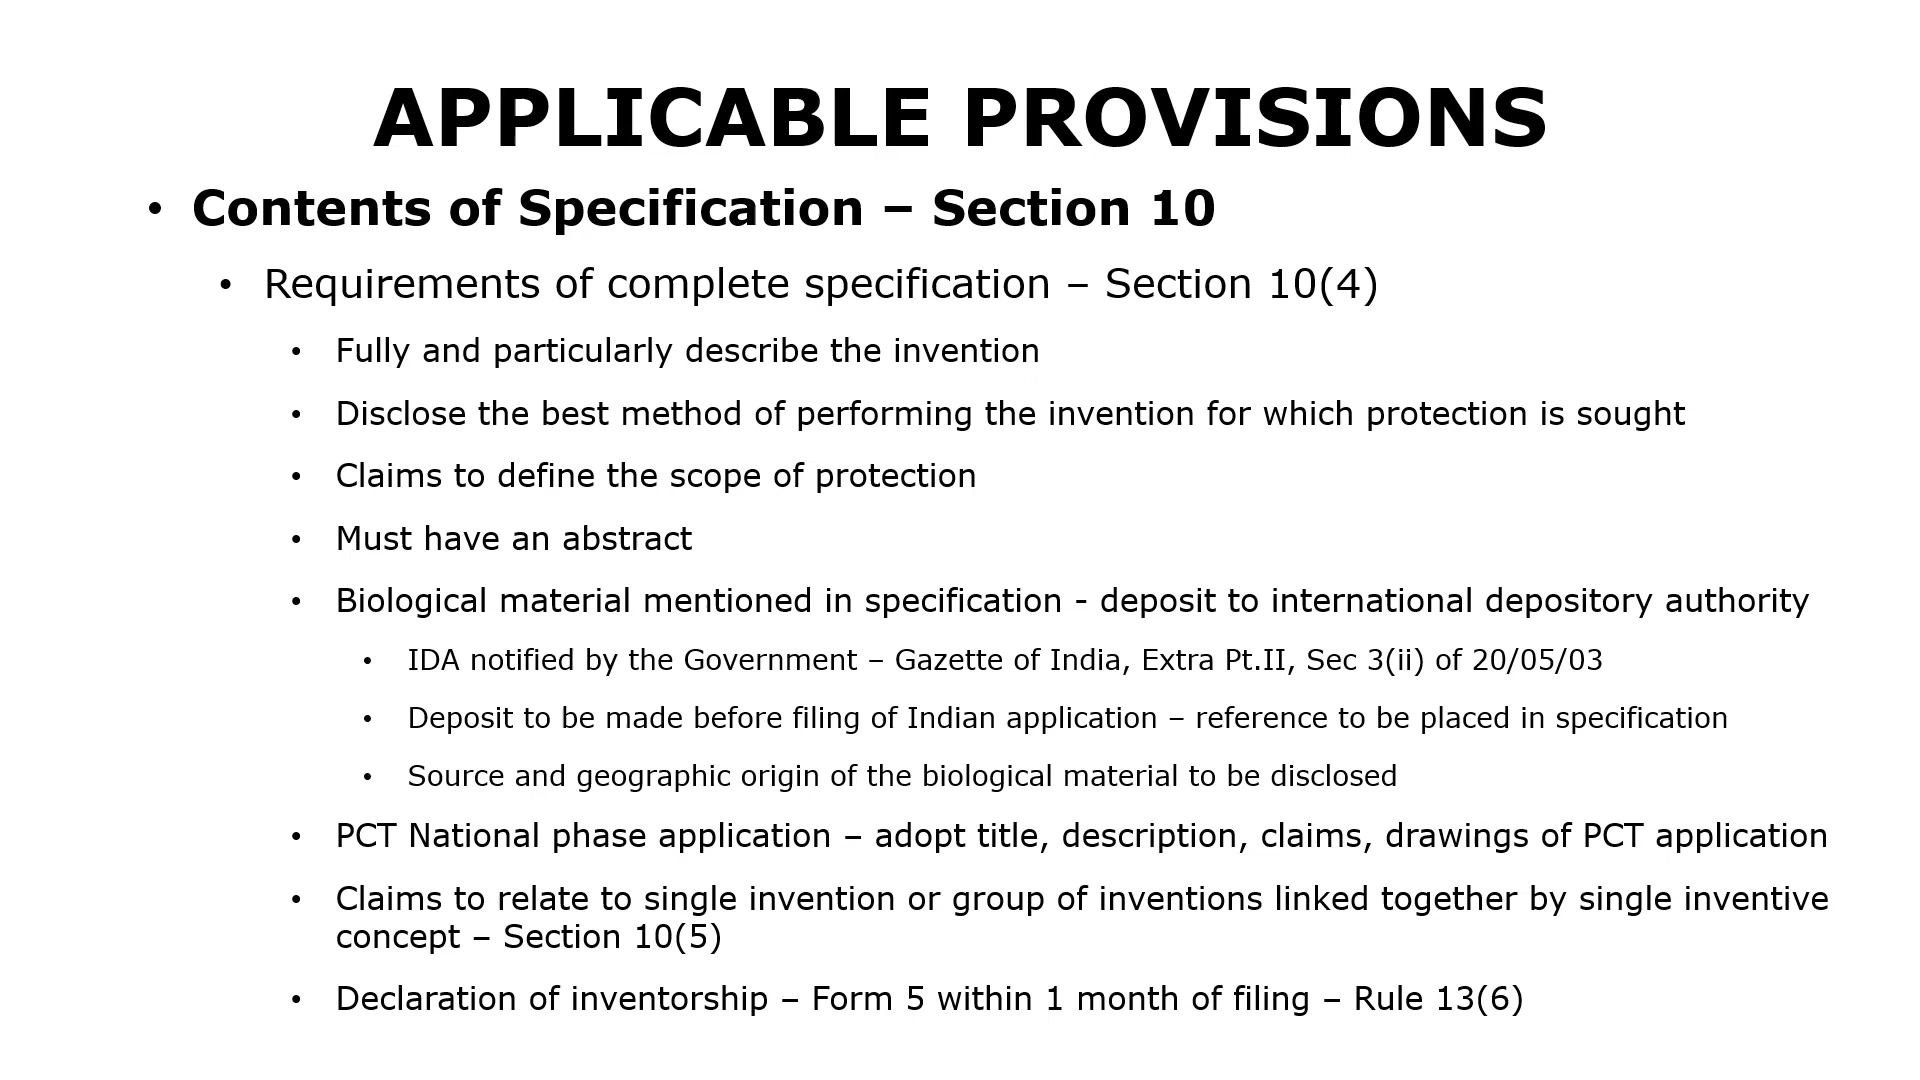 APPLICABLE PROVISIONS
• Contents of Specification – Section 10
• Requirements of complete specification – Section 10(4)
• Fully and particularly describe the invention
• Disclose the best method of performing the invention for which protection is sought
• Claims to define the scope of protection
• Must have an abstract
• Biological material mentioned in specification - deposit to international depository authority
• IDA notified by the Government – Gazette of India, Extra Pt.II, Sec 3(ii) of 20/05/03
• Deposit to be made before filing of Indian application – reference to be placed in specification
• Source and geographic origin of the biological material to be disclosed
• PCT National phase application – adopt title, description, claims, drawings of PCT application
• Claims to relate to single invention or group of inventions linked together by single inventive
concept – Section 10(5)
• Declaration of inventorship – Form 5 within 1 month of filing – Rule 13(6)